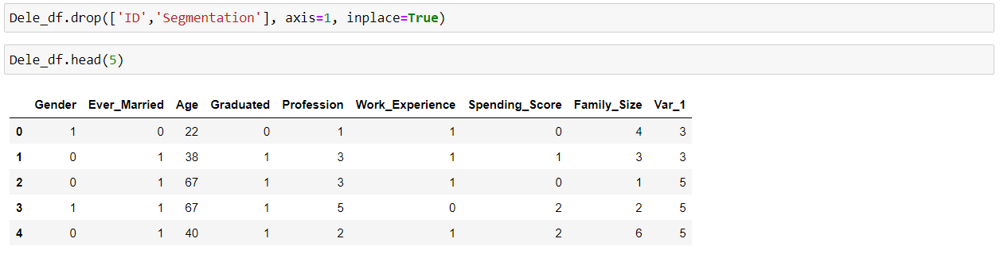 Dele_df.drop(['ID','Segmentation'], axis=1, inplace=True)
Dele_df.head(5)
Gender Ever_Married Age Graduated Profession Work_Experience Spending_Score Family_Size Var_1
0 1 0 22 0 1 1 0 4 3
1 0 1 38 1 3 1 1 3 3
2 0 1 67 1 3 1 0 1 5
3 1 1 67 1 5 0 2 2 5
4 0 1 40 1 2 1 2 6 5